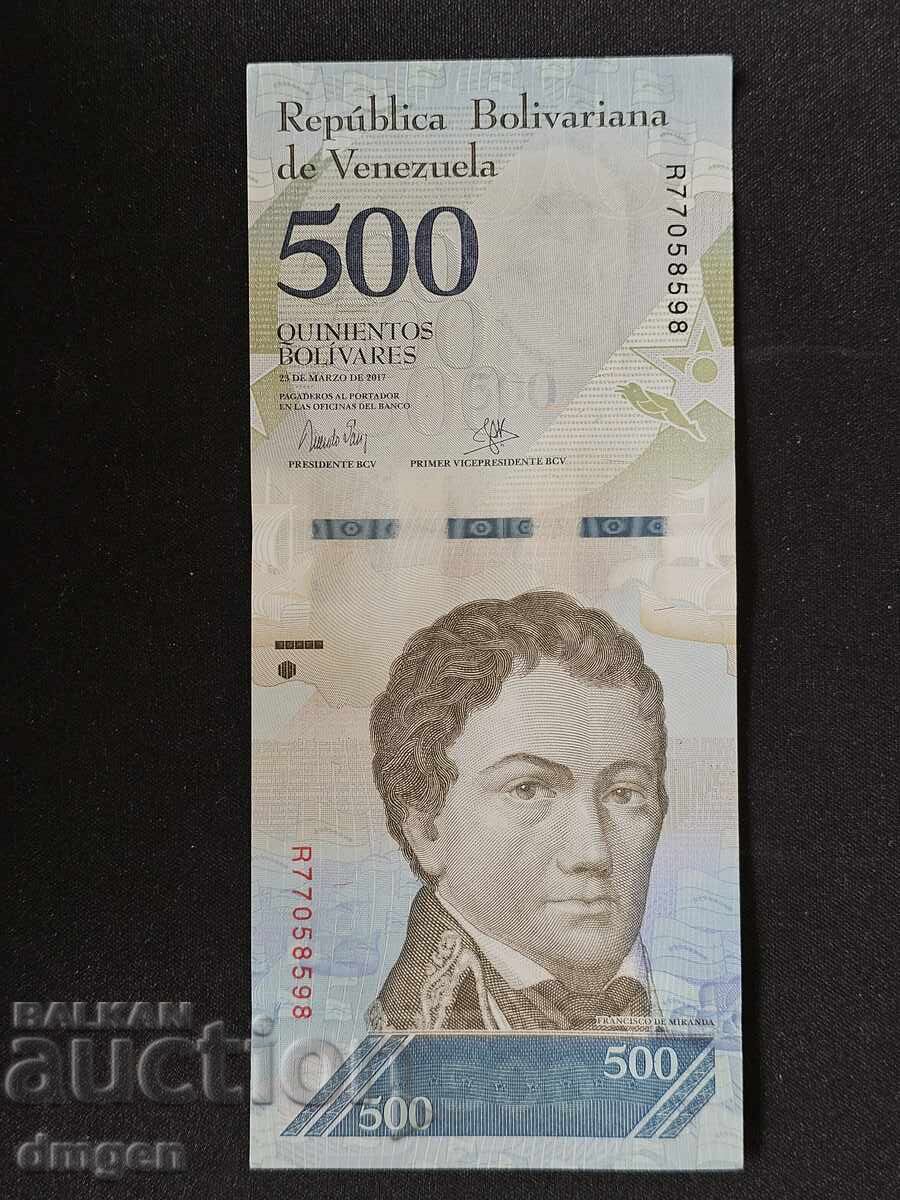 República Bolivariana
de Venezuela
500
QUINIENTOS
BOLÍVARES
23 DE MARZO DE 2017
PAGADEROS AL PORTADOR
EN LAS OFICINAS DEL BANCO
PRESIDENTE BCV
PRIMER VICEPRESIDENTE BCV
R77058598
500
R77058598
FRANCISCO DE MIRANDA
500
500
BALKAN
auction
dmgen